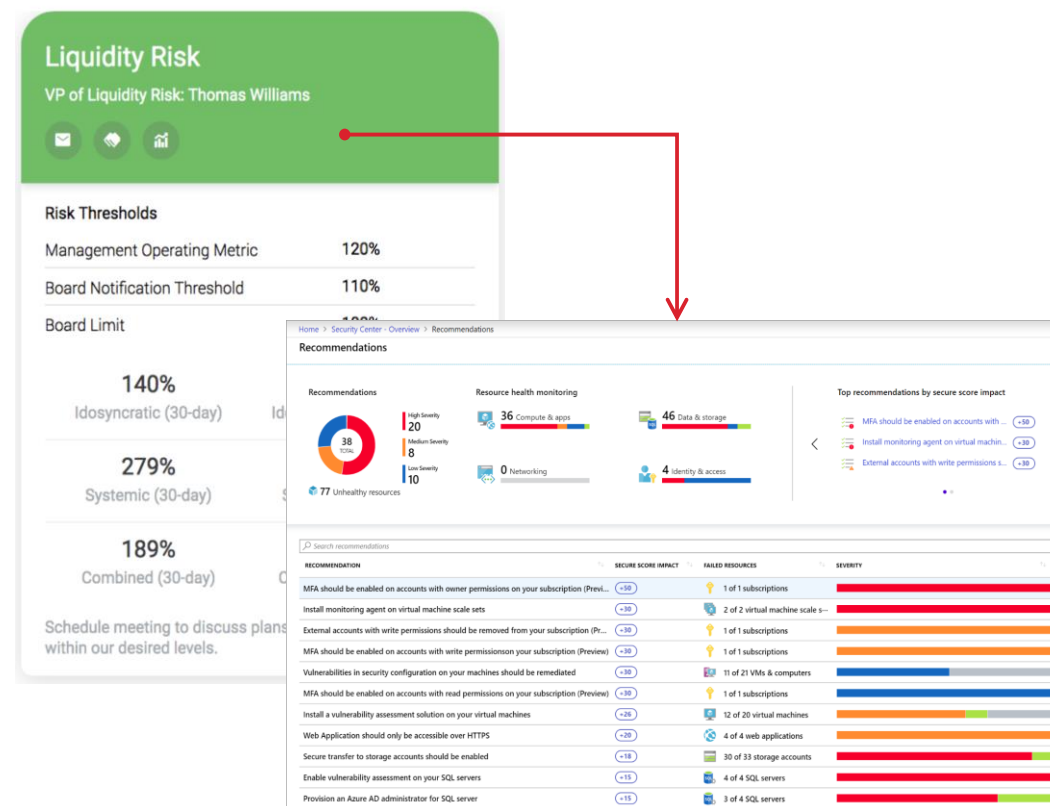 Liquidity Risk
VP of Liquidity Risk: Thomas Williams
Risk Thresholds
Management Operating Metric 120%
Board Notification Threshold 110%
Board Limit
140%
Idosyncratic (30-day)
279%
Systemic (30-day)
189%
Combined (30-day)
Schedule meeting to discuss plans
within our desired levels.
Home > Security Center - Overview > Recommendations
Recommendations
Recommendations
38
TOTAL
High Severity
20
Medium Severity
8
Low Severity
10
77 Unhealthy resources
Resource health monitoring
36 Compute & apps
46 Data & storage
0 Networking
4 Identity & access
Top recommendations by secure score impact
MFA should be enabled on accounts with ... +50
Install monitoring agent on virtual machin... +30
External accounts with write permissions s... +30
Search recommendations
RECOMMENDATION SECURE SCORE IMPACT FAILED RESOURCES SEVERITY
MFA should be enabled on accounts with owner permissions on your subscription (Previ... +50 1 of 1 subscriptions
Install monitoring agent on virtual machine scale sets +30 2 of 2 virtual machine scale s...
External accounts with write permissions should be removed from your subscription (Pr... +30 1 of 1 subscriptions
MFA should be enabled on accounts with write permissionson your subscription (Preview) +30 1 of 1 subscriptions
Vulnerabilities in security configuration on your machines should be remediated +30 11 of 21 VMs & computers
MFA should be enabled on accounts with read permissions on your subscription (Preview) +30 1 of 1 subscriptions
Install a vulnerability assessment solution on your virtual machines +26 12 of 20 virtual machines
Web Application should only be accessible over HTTPS +20 4 of 4 web applications
Secure transfer to storage accounts should be enabled +18 30 of 33 storage accounts
Enable vulnerability assessment on your SQL servers +15 4 of 4 SQL servers
Provision an Azure AD administrator for SQL server +15 3 of 4 SQL servers